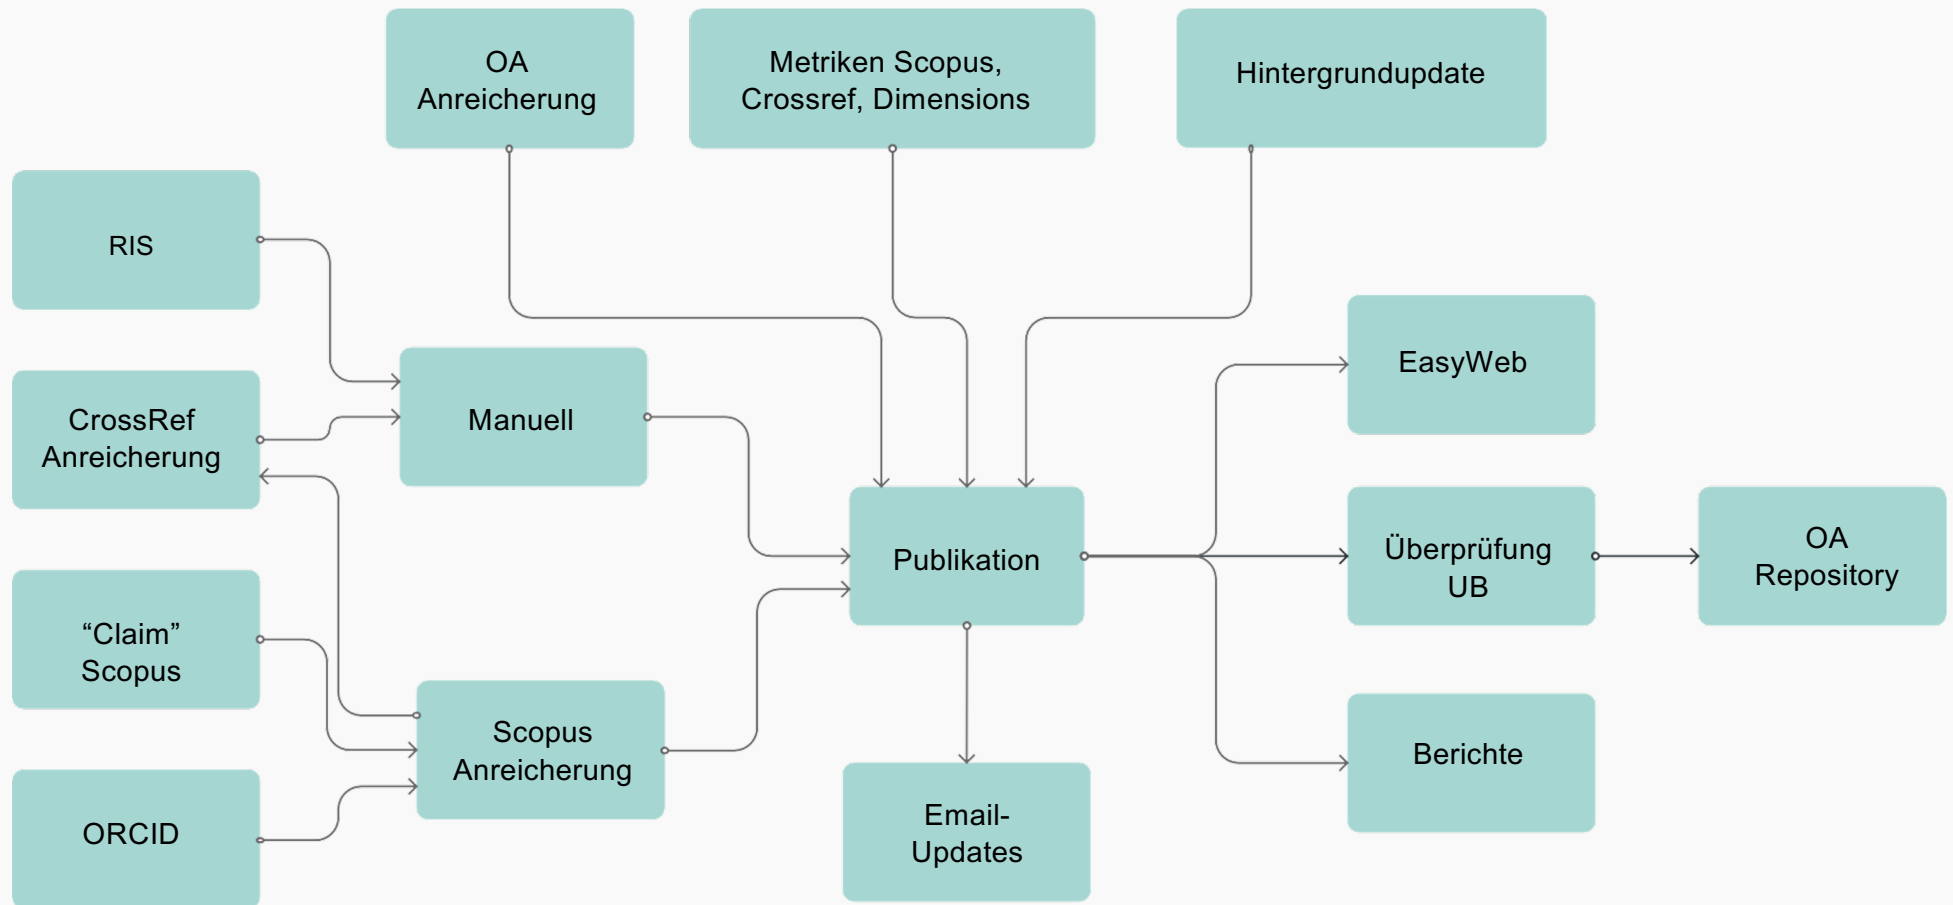 OA
Anreicherung
Metriken Scopus,
Crossref, Dimensions
Hintergrundupdate
RIS
CrossRef
Anreicherung
Manuell
EasyWeb
Publikation
Überprüfung
UB
OA
Repository
“Claim”
Scopus
Scopus
Anreicherung
Berichte
ORCID
Email-
Updates